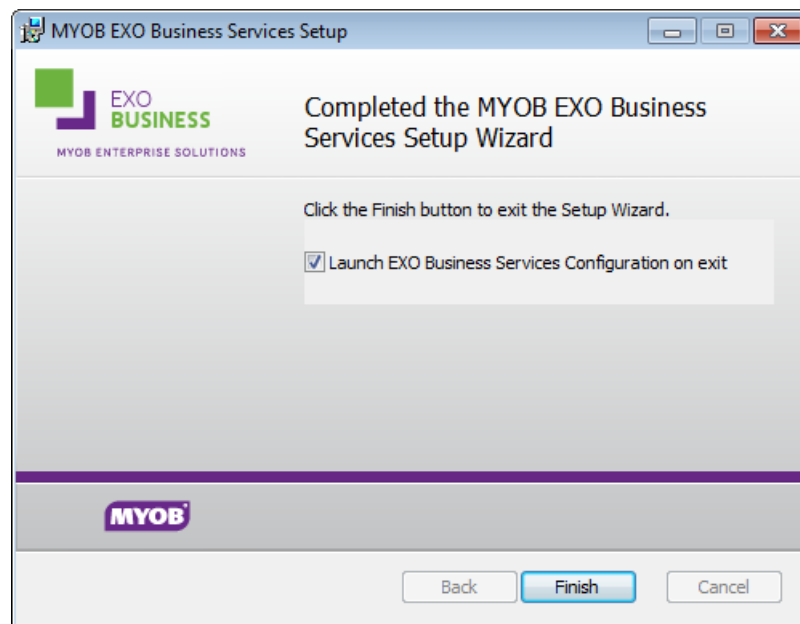 MYOB EXO Business Services Setup
EXO
BUSINESS
MYOB ENTERPRISE SOLUTIONS
Completed the MYOB EXO Business
Services Setup Wizard
Click the Finish button to exit the Setup Wizard.
Launch EXO Business Services Configuration on exit
MYOB
Back
Finish
Cancel